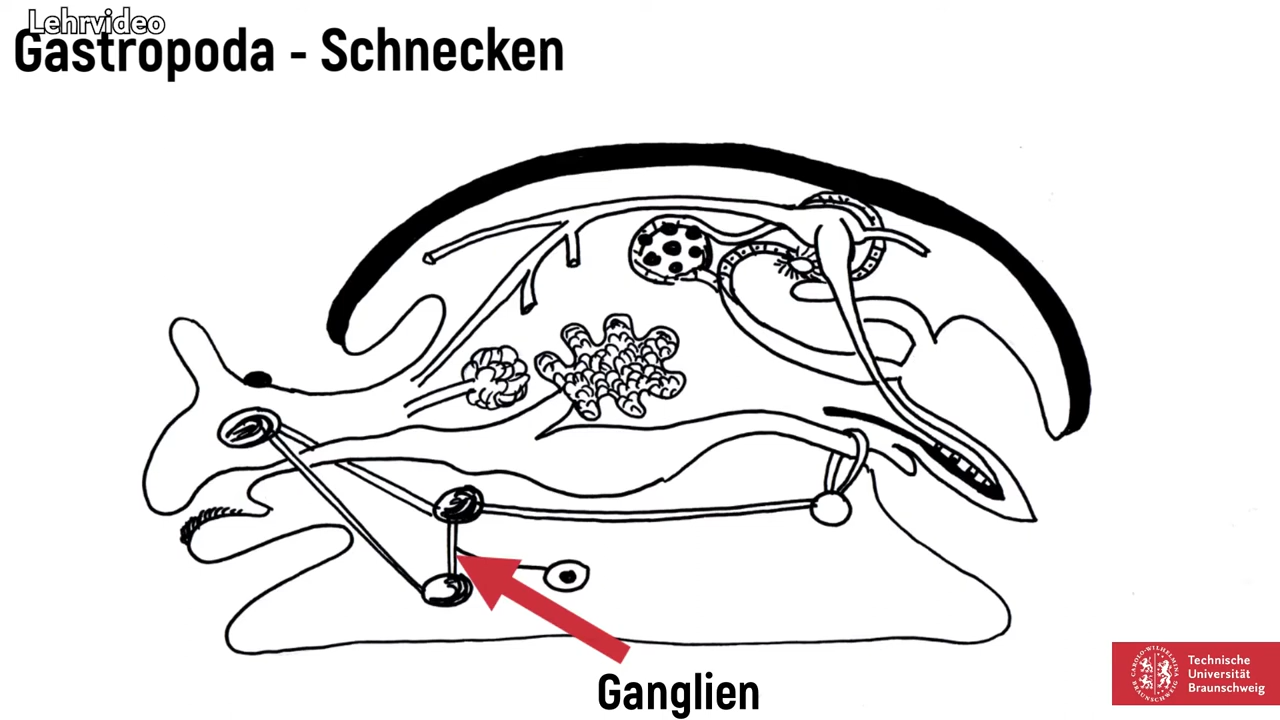 Lehrvideo
Gastropoda - Schnecken
Ganglien
Technische
Universität
Braunschweig